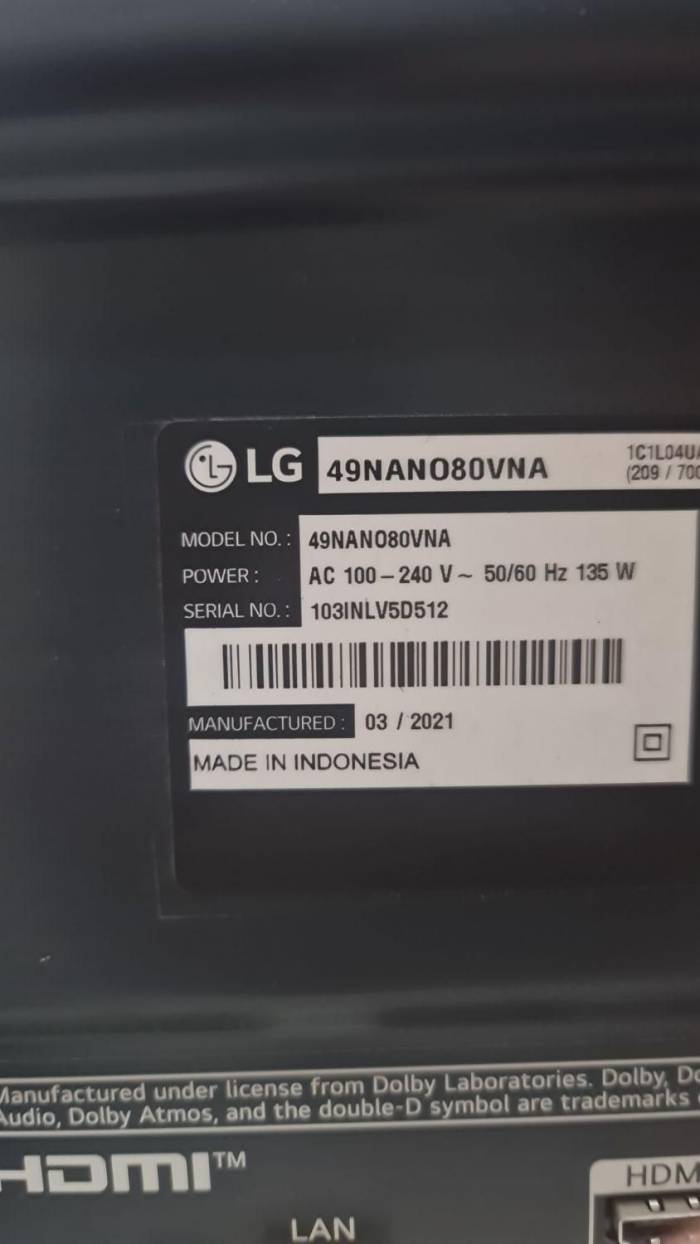 LG 49NANO80VNA
1C1L04U
(209 / 700
MODEL NO. : 49NANO80VNA
POWER : AC 100 – 240 V ~ 50/60 Hz 135 W
SERIAL NO. : 103INLV5D512
MANUFACTURED : 03 / 2021
MADE IN INDONESIA
Manufactured under license from Dolby Laboratories. Dolby,
Audio, Dolby Atmos, and the double-D symbol are trademarks
HDMI™
HDM
LAN